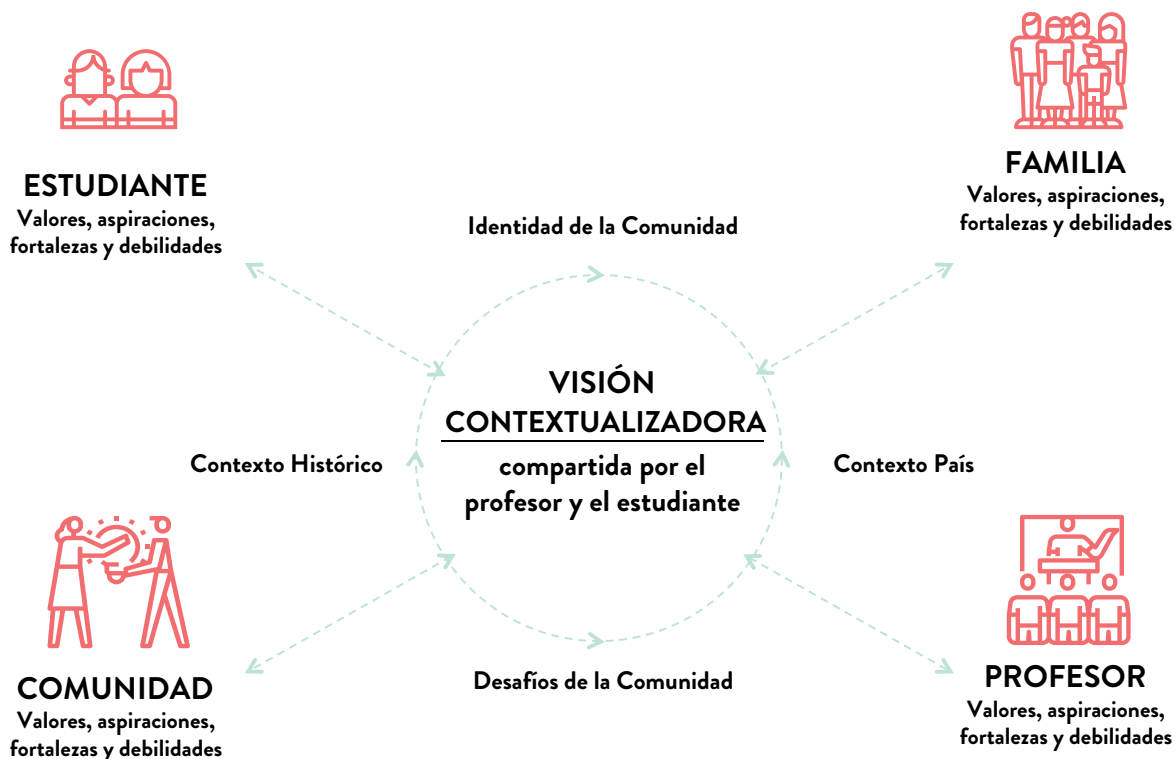 ESTUDIANTE
Valores, aspiraciones,
fortalezas y debilidades
FAMILIA
Valores, aspiraciones,
fortalezas y debilidades
Identidad de la Comunidad
VISIÓN
CONTEXTUALIZADORA
compartida por el
profesor y el estudiante
Contexto Histórico
Contexto País
COMUNIDAD
Valores, aspiraciones,
fortalezas y debilidades
Desafíos de la Comunidad
PROFESOR
Valores, aspiraciones,
fortalezas y debilidades